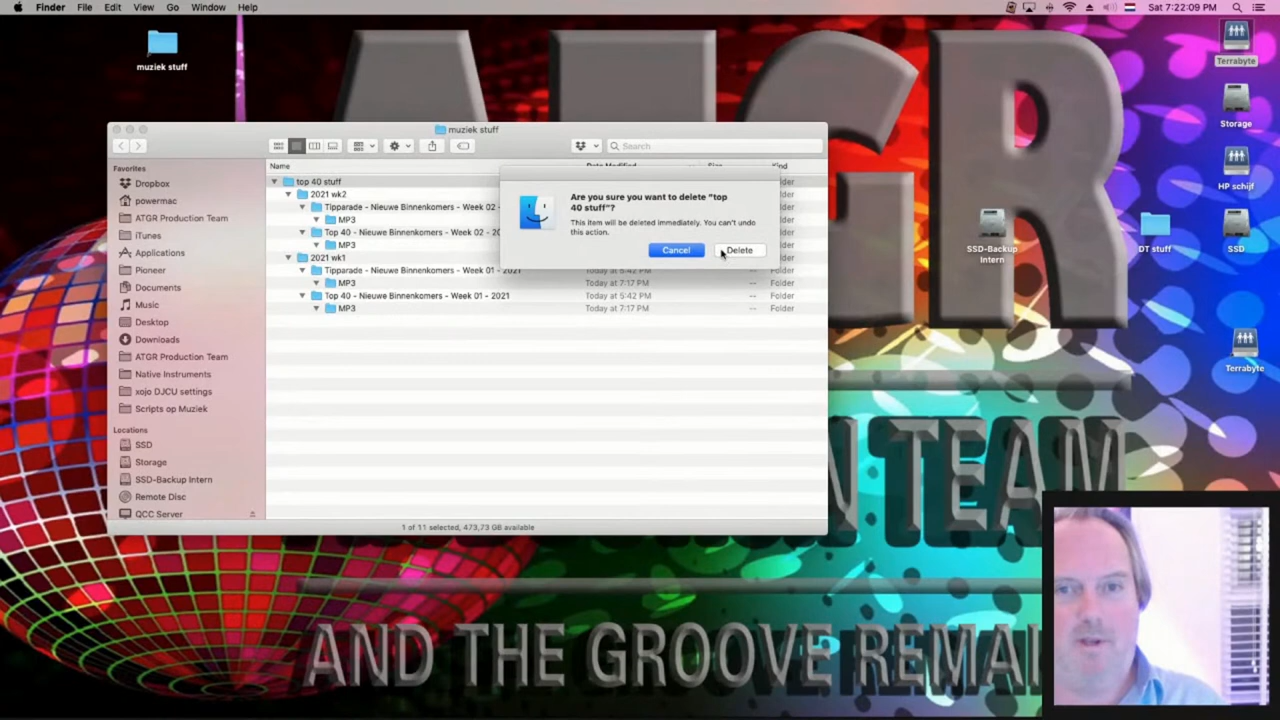 Finder File Edit View Go Window Help Sat 7:22:09 PM
muziek stuff
Terrabyte
Storage
HP schijf
SSD-Backup Intern
DT stuff
SSD
Terrabyte
muziek stuff
Search
Favorites
Dropbox
powermac
ATGR Production Team
iTunes
Applications
Pioneer
Documents
Music
Desktop
Downloads
ATGR Production Team
Native Instruments
xojo DJCU settings
Scripts op Muziek
Locations
SSD
Storage
SSD-Backup Intern
Remote Disc
QCC Server
Name
top 40 stuff
2021 wk2
Tipparade - Nieuwe Binnenkomers - Week 02 -
MP3
Top 40 - Nieuwe Binnenkomers - Week 02 - 20
MP3
2021 wk1
Tipparade - Nieuwe Binnenkomers - Week 01 - 2021 Today at 5:42 PM -- Folder
MP3 Today at 7:17 PM -- Folder
Top 40 - Nieuwe Binnenkomers - Week 01 - 2021 Today at 5:42 PM -- Folder
MP3 Today at 7:17 PM -- Folder
Are you sure you want to delete "top
40 stuff"?
This item will be deleted immediately. You can't undo
this action.
Cancel Delete
1 of 11 selected, 473,73 GB available
ATGR
TEAM
AND THE GROOVE REMAI